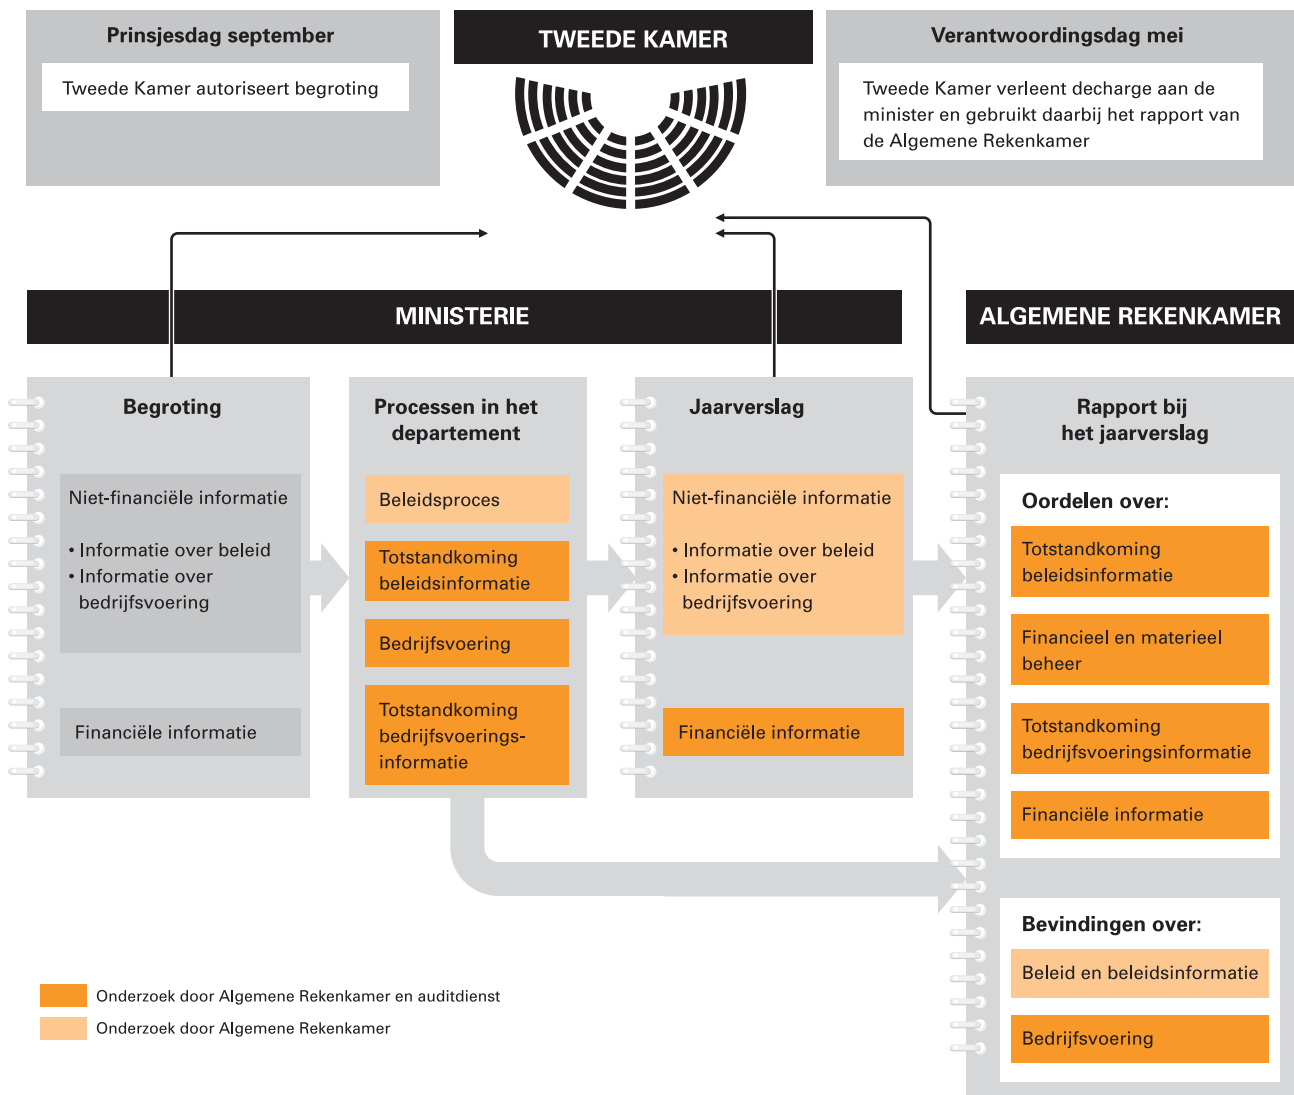 Prinsjesdag september
Tweede Kamer autoriseert begroting
TWEEDE KAMER
Verantwoordingsdag mei
Tweede Kamer verleent decharge aan de
minister en gebruikt daarbij het rapport van
de Algemene Rekenkamer
MINISTERIE
ALGEMENE REKENKAMER
Begroting
Niet-financiële informatie
• Informatie over beleid
• Informatie over
bedrijfsvoering
Financiële informatie
Processen in het
departement
Beleidsproces
Totstandkoming
beleidsinformatie
Bedrijfsvoering
Totstandkoming
bedrijfsvoerings-
informatie
Jaarverslag
Niet-financiële informatie
• Informatie over beleid
• Informatie over
bedrijfsvoering
Financiële informatie
Rapport bij
het jaarverslag
Oordelen over:
Totstandkoming
beleidsinformatie
Financieel en materieel
beheer
Totstandkoming
bedrijfsvoeringsinformatie
Financiële informatie
Bevindingen over:
Beleid en beleidsinformatie
Bedrijfsvoering
Onderzoek door Algemene Rekenkamer en auditdienst
Onderzoek door Algemene Rekenkamer